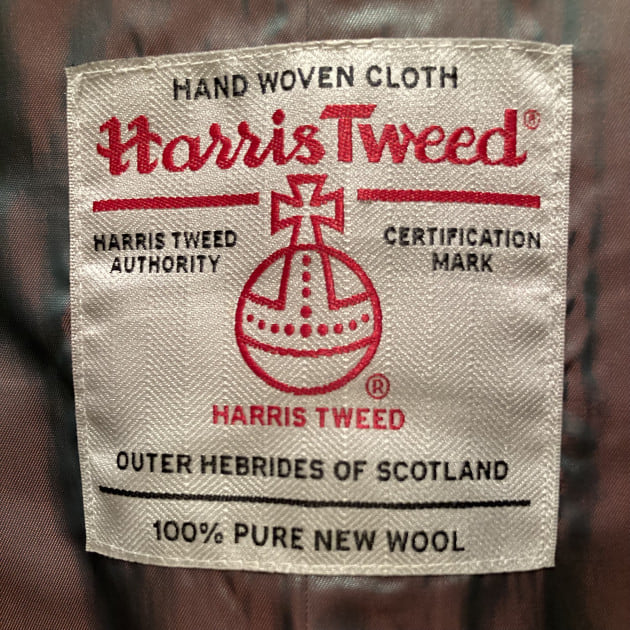 HAND WOVEN CLOTH
Harris Tweed®
HARRIS TWEED
AUTHORITY
CERTIFICATION
MARK
®
HARRIS TWEED
OUTER HEBRIDES OF SCOTLAND
100% PURE NEW WOOL